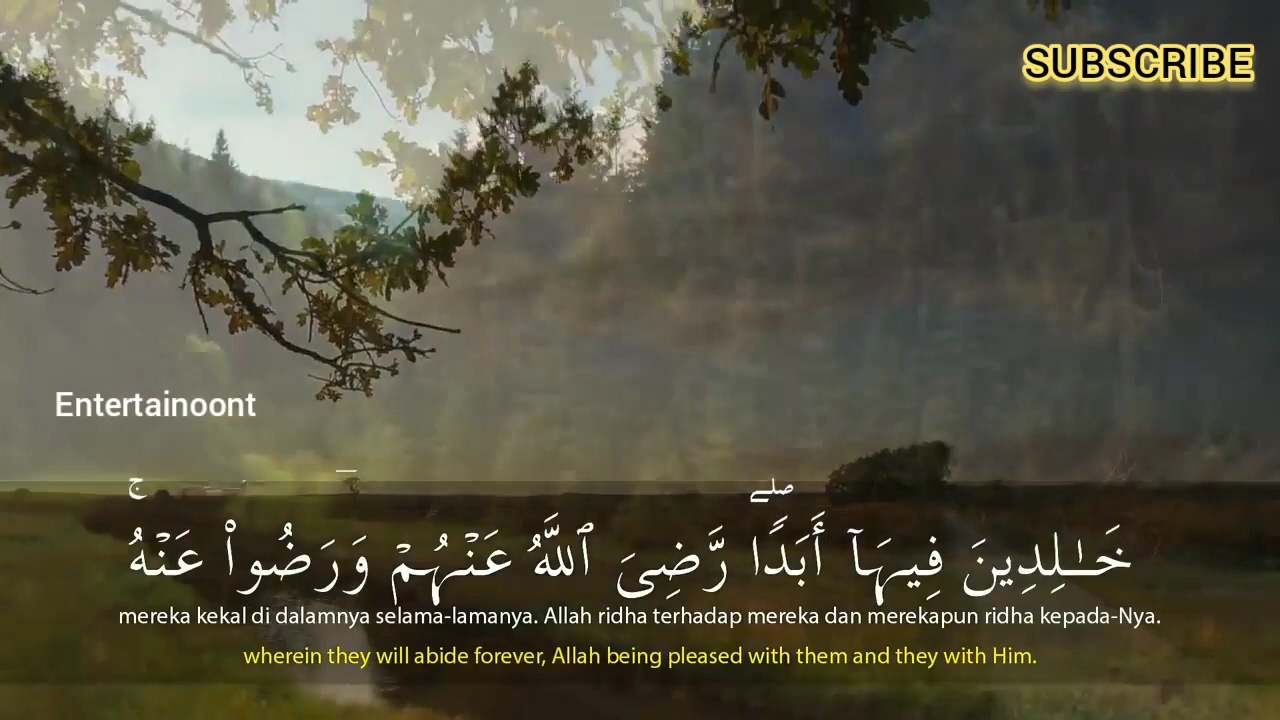 SUBSCRIBE
Entertainoont
خَـٰلِدِينَ فِيهَآ أَبَدًا ۖ رَّضِىَ ٱللَّهُ عَنْهُمْ وَرَضُوا۟ عَنْهُ ۚ
mereka kekal di dalamnya selama-lamanya. Allah ridha terhadap mereka dan merekapun ridha kepada-Nya.
wherein they will abide forever, Allah being pleased with them and they with Him.